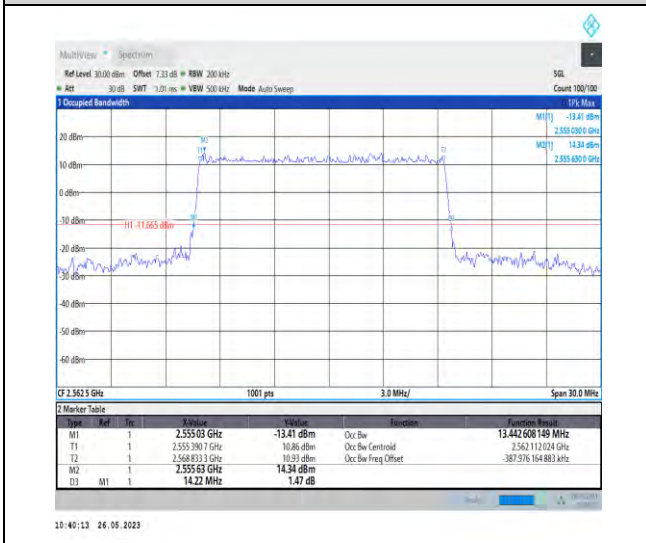 MultiView Spectrum
Ref Level 30.00 dBm Offset 7.33 dB RBW 200 kHz SGL
Att 30 dB SWT 1.01 ms VBW 500 kHz Mode Auto Sweep Count 100/100
1 Occupied Bandwidth 1Pk Max
M1[1] -13.41 dBm
2.555 030 0 GHz
M2[1] 14.34 dBm
2.555 630 0 GHz
20 dBm
M2
T1 T2
10 dBm
0 dBm
-10 dBm
M1
H1 -11.665 dBm
-20 dBm
-30 dBm
-40 dBm
-50 dBm
-60 dBm
CF 2.562 5 GHz 1001 pts 3.0 MHz/ Span 30.0 MHz
2 Marker Table
Type Ref Trc X-Value Y-Value Function Function Result
M1 1 2.555 03 GHz -13.41 dBm Occ Bw 13.442 608 149 MHz
T1 1 2.555 390 7 GHz 10.86 dBm Occ Bw Centroid 2.562 112 024 GHz
T2 1 2.568 833 3 GHz 10.93 dBm Occ Bw Freq Offset -387.976 164 883 kHz
M2 1 2.555 63 GHz 14.34 dBm
D3 M1 1 14.22 MHz 1.47 dB
10:40:13 26.05.2023